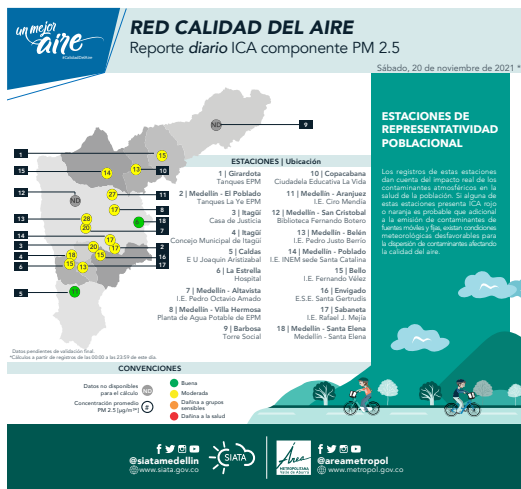 un mejor
aire
#CalidadDelAire
RED CALIDAD DEL AIRE
Reporte diario ICA componente PM 2.5
Sábado, 20 de noviembre de 2021 *
ND
9
1
15
15
14
13
10
12
ND
27
11
17
8
13
28
20
18
7
14
17
3
20
17
2
4
18
16
6
15
13
17
5
11
ESTACIONES | Ubicación
1 | Girardota
Tanques EPM
2 | Medellín - El Poblado
Tanques La Ye EPM
3 | Itagüí
Casa de Justicia
4 | Itagüí
Concejo Municipal de Itagüí
5 | Caldas
E U Joaquín Aristizabal
6 | La Estrella
Hospital
7 | Medellín - Altavista
I.E. Pedro Octavio Amado
8 | Medellín - Villa Hermosa
Planta de Agua Potable de EPM
9 | Barbosa
Torre Social
10 | Copacabana
Ciudadela Educativa La Vida
11 | Medellín - Aranjuez
I.E. Ciro Mendía
12 | Medellín - San Cristobal
Biblioteca Fernando Botero
13 | Medellín - Belén
I.E. Pedro Justo Berrio
14 | Medellín - Poblado
I.E. INEM sede Santa Catalina
15 | Bello
I.E. Fernando Vélez
16 | Envigado
E.S.E. Santa Gertrudis
17 | Sabaneta
I.E. Rafael J. Mejía
18 | Medellín - Santa Elena
Medellín - Santa Elena
ESTACIONES DE
REPRESENTATIVIDAD
POBLACIONAL
Los registros de estas estaciones
dan cuenta del impacto real de los
contaminantes atmosféricos en la
salud de la población. Si alguna de
estas estaciones presenta ICA rojo
o naranja es probable que adicional
a la emisión de contaminantes de
fuentes móviles y fijas, existan condiciones
meteorológicas desfavorables para
la dispersión de contaminantes afectando
la calidad del aire.
Datos pendientes de validación final.
*Cálculos a partir de registros de las 00:00 a las 23:59 de este día.
CONVENCIONES
Datos no disponibles
para el cálculo
ND
Concentración promedio
PM 2.5 [µg/m³]
#
Buena
Moderada
Dañina a grupos
sensibles
Dañina a la salud
@siatamedellin
www.siata.gov.co
SIATA
Área
METROPOLITANA
Valle de Aburrá
@areametropol
www.metropol.gov.co